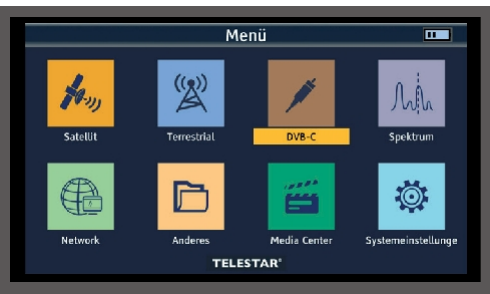 Menü
Satellit
Terrestrial
DVB-C
Spektrum
Network
Anderes
Media Center
Systemeinstellunge
TELESTAR®